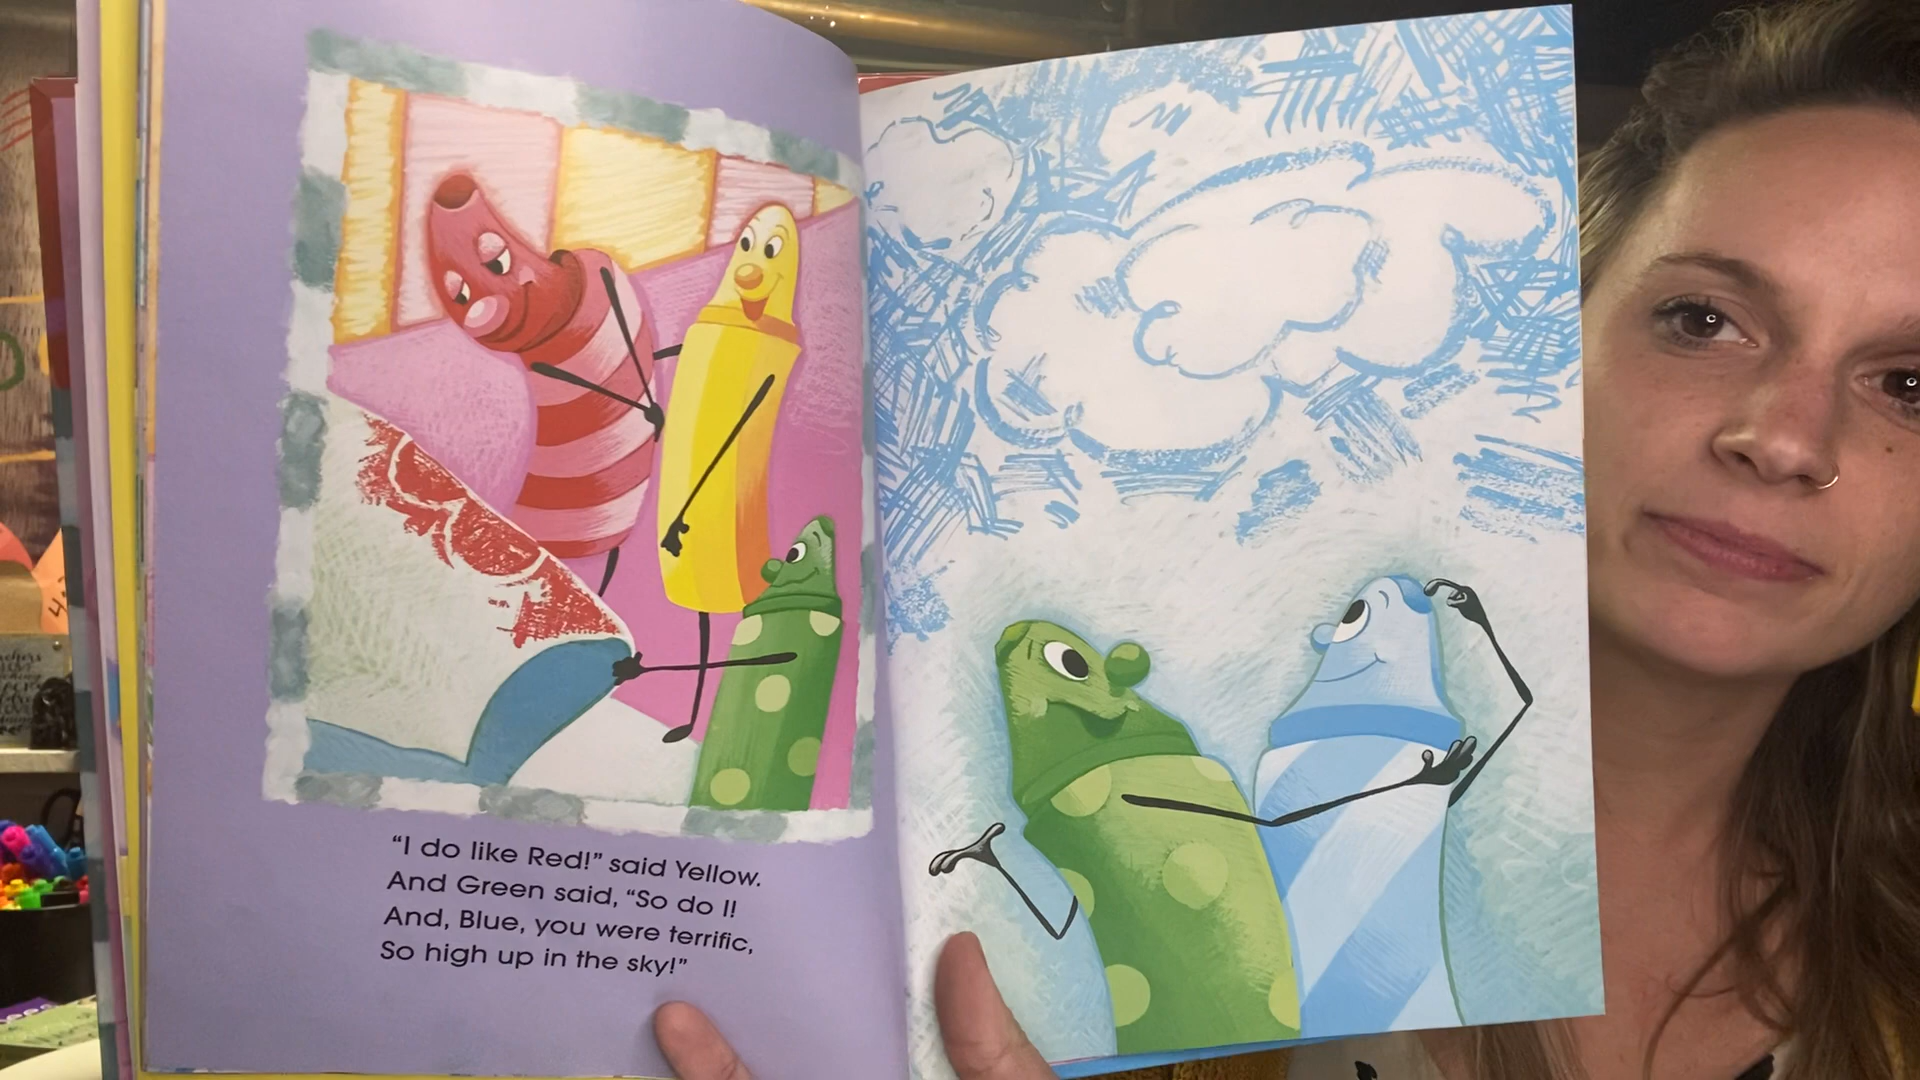 “I do like Red!” said Yellow.
And Green said, “So do I!
And, Blue, you were terrific,
So high up in the sky!”